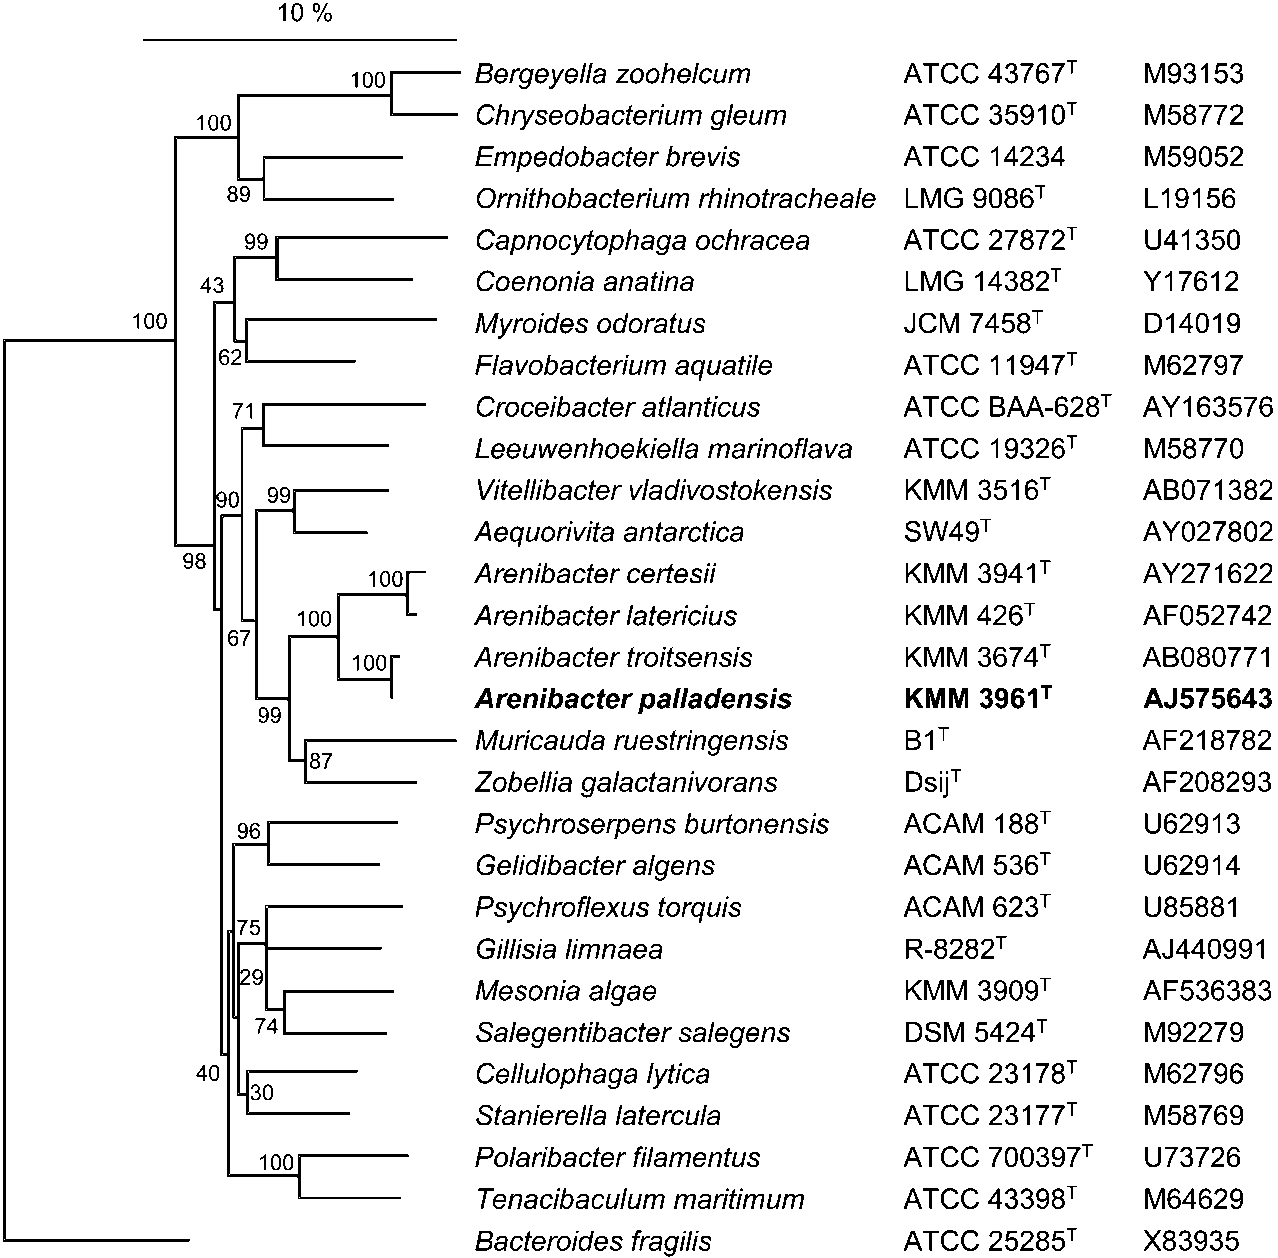 10 %
100 Bergeyella zoohelcum ATCC 43767ᵀ M93153
100 Chryseobacterium gleum ATCC 35910ᵀ M58772
Empedobacter brevis ATCC 14234 M59052
89 Ornithobacterium rhinotracheale LMG 9086ᵀ L19156
99 Capnocytophaga ochracea ATCC 27872ᵀ U41350
43 Coenonia anatina LMG 14382ᵀ Y17612
100 Myroides odoratus JCM 7458ᵀ D14019
62 Flavobacterium aquatile ATCC 11947ᵀ M62797
71 Croceibacter atlanticus ATCC BAA-628ᵀ AY163576
Leeuwenhoekiella marinoflava ATCC 19326ᵀ M58770
90 99 Vitellibacter vladivostokensis KMM 3516ᵀ AB071382
Aequorivita antarctica SW49ᵀ AY027802
98 100 Arenibacter certesii KMM 3941ᵀ AY271622
100 Arenibacter latericius KMM 426ᵀ AF052742
67 100 Arenibacter troitsensis KMM 3674ᵀ AB080771
Arenibacter palladensis KMM 3961ᵀ AJ575643
99 Muricauda ruestringensis B1ᵀ AF218782
87 Zobellia galactanivorans Dsijᵀ AF208293
96 Psychroserpens burtonensis ACAM 188ᵀ U62913
Gelidibacter algens ACAM 536ᵀ U62914
Psychroflexus torquis ACAM 623ᵀ U85881
75 Gillisia limnaea R-8282ᵀ AJ440991
29 Mesonia algae KMM 3909ᵀ AF536383
74 Salegentibacter salegens DSM 5424ᵀ M92279
40 Cellulophaga lytica ATCC 23178ᵀ M62796
30 Stanierella latercula ATCC 23177ᵀ M58769
100 Polaribacter filamentus ATCC 700397ᵀ U73726
Tenacibaculum maritimum ATCC 43398ᵀ M64629
Bacteroides fragilis ATCC 25285ᵀ X83935